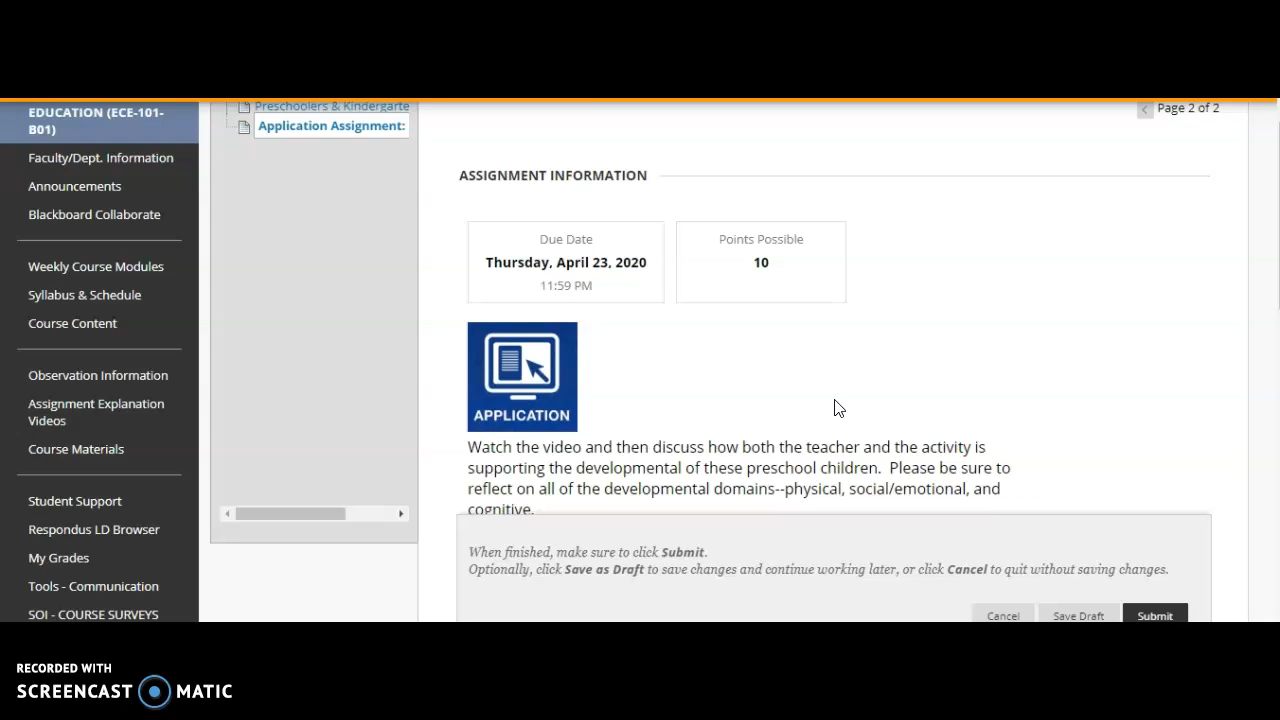 EDUCATION (ECE-101-
B01)
Faculty/Dept. Information
Announcements
Blackboard Collaborate
Weekly Course Modules
Syllabus & Schedule
Course Content
Observation Information
Assignment Explanation
Videos
Course Materials
Student Support
Respondus LD Browser
My Grades
Tools - Communication
SOI - COURSE SURVEYS
Preschoolers & Kindergarte
Application Assignment:
Page 2 of 2
ASSIGNMENT INFORMATION
Due Date
Thursday, April 23, 2020
11:59 PM
Points Possible
10
APPLICATION
Watch the video and then discuss how both the teacher and the activity is
supporting the developmental of these preschool children.  Please be sure to
reflect on all of the developmental domains--physical, social/emotional, and
cognitive.
When finished, make sure to click Submit.
Optionally, click Save as Draft to save changes and continue working later, or click Cancel to quit without saving changes.
Cancel
Save Draft
Submit
RECORDED WITH
SCREENCAST MATIC